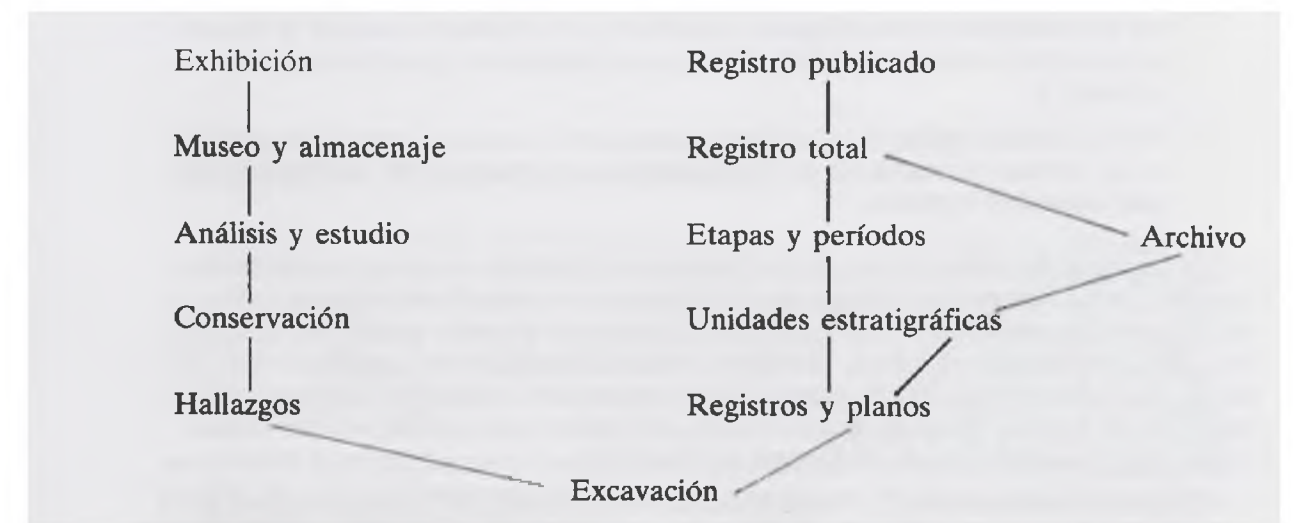 Exhibición Registro publicado
Museo y almacenaje Registro total
Análisis y estudio Etapas y períodos Archivo
Conservación Unidades estratigráficas
Hallazgos Registros y planos
Excavación